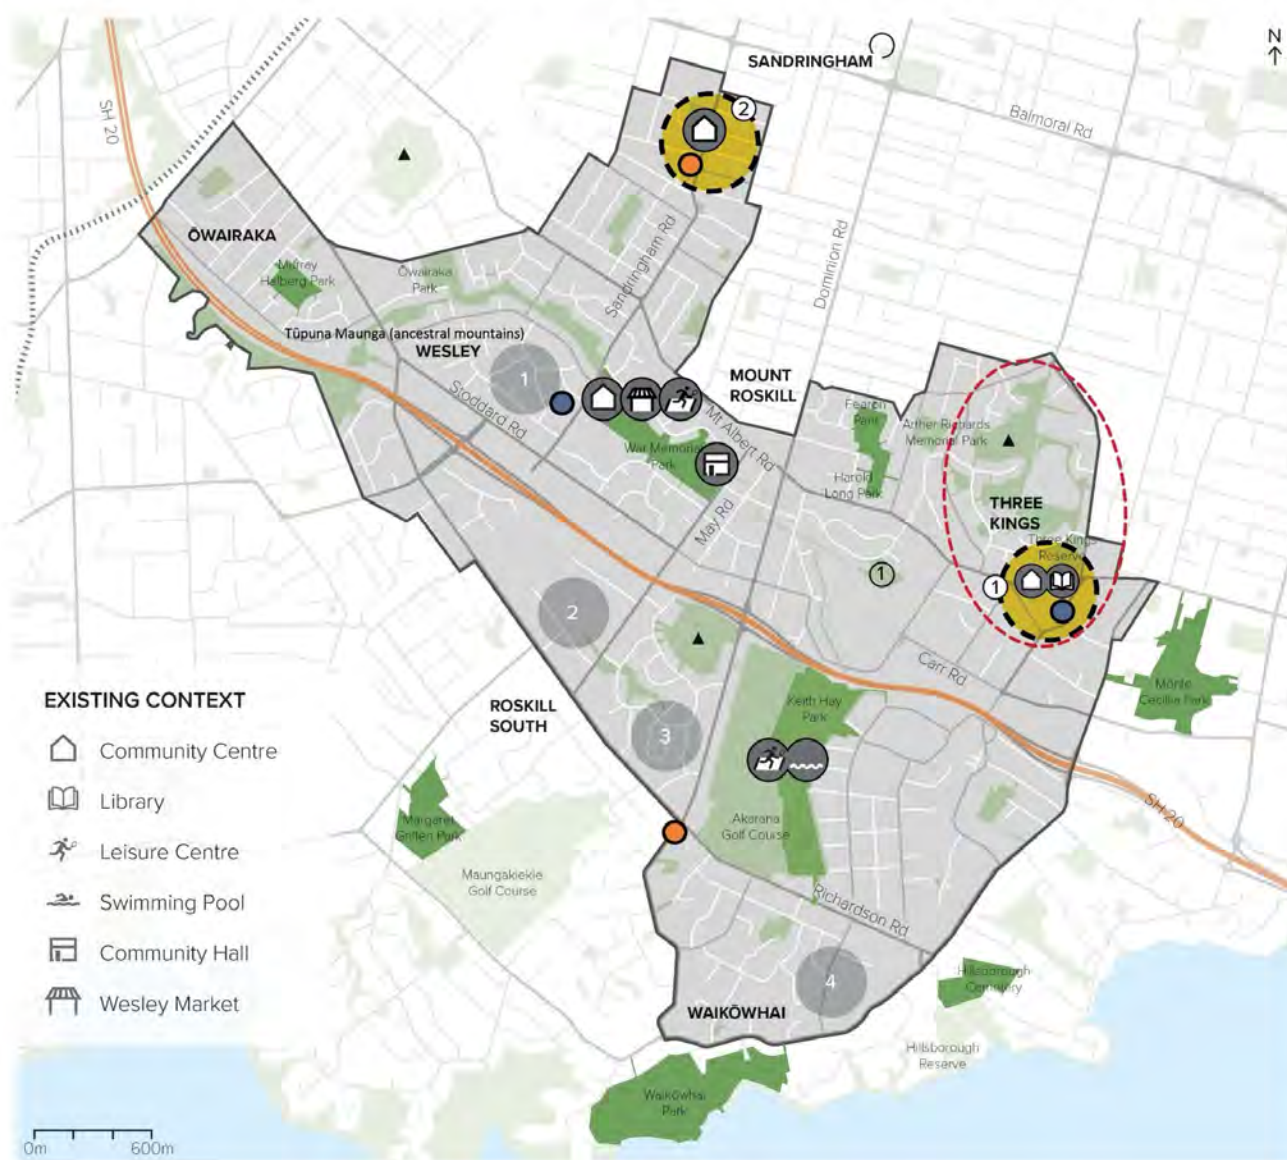 SANDRINGHAM
N
SH 20
2
Balmoral Rd
ŌWAIRAKA
Murray
Halberg Park
Ōwairaka
Park
Sandringham Rd
Dominion Rd
Tūpuna Maunga (ancestral mountains)
WESLEY
1
Stoddard Rd
MOUNT
ROSKILL
Mt Albert Rd
War Memorial
Park
May Rd
Fearon
Park
Harold
Long Park
Arther Richards
Memorial Park
THREE
KINGS
Three Kings
Reserve
1
1
2
Carr Rd
Monte
Cecilia Park
ROSKILL
SOUTH
3
Keith Hay
Park
SH 20
Akarana
Golf Course
Margaret
Griffen Park
Maungakiekie
Golf Course
Richardson Rd
4
WAIKŌWHAI
Hillsborough
Cemetery
Hillsborough
Reserve
Waikōwhai
Park
EXISTING CONTEXT
Community Centre
Library
Leisure Centre
Swimming Pool
Community Hall
Wesley Market
0m
600m